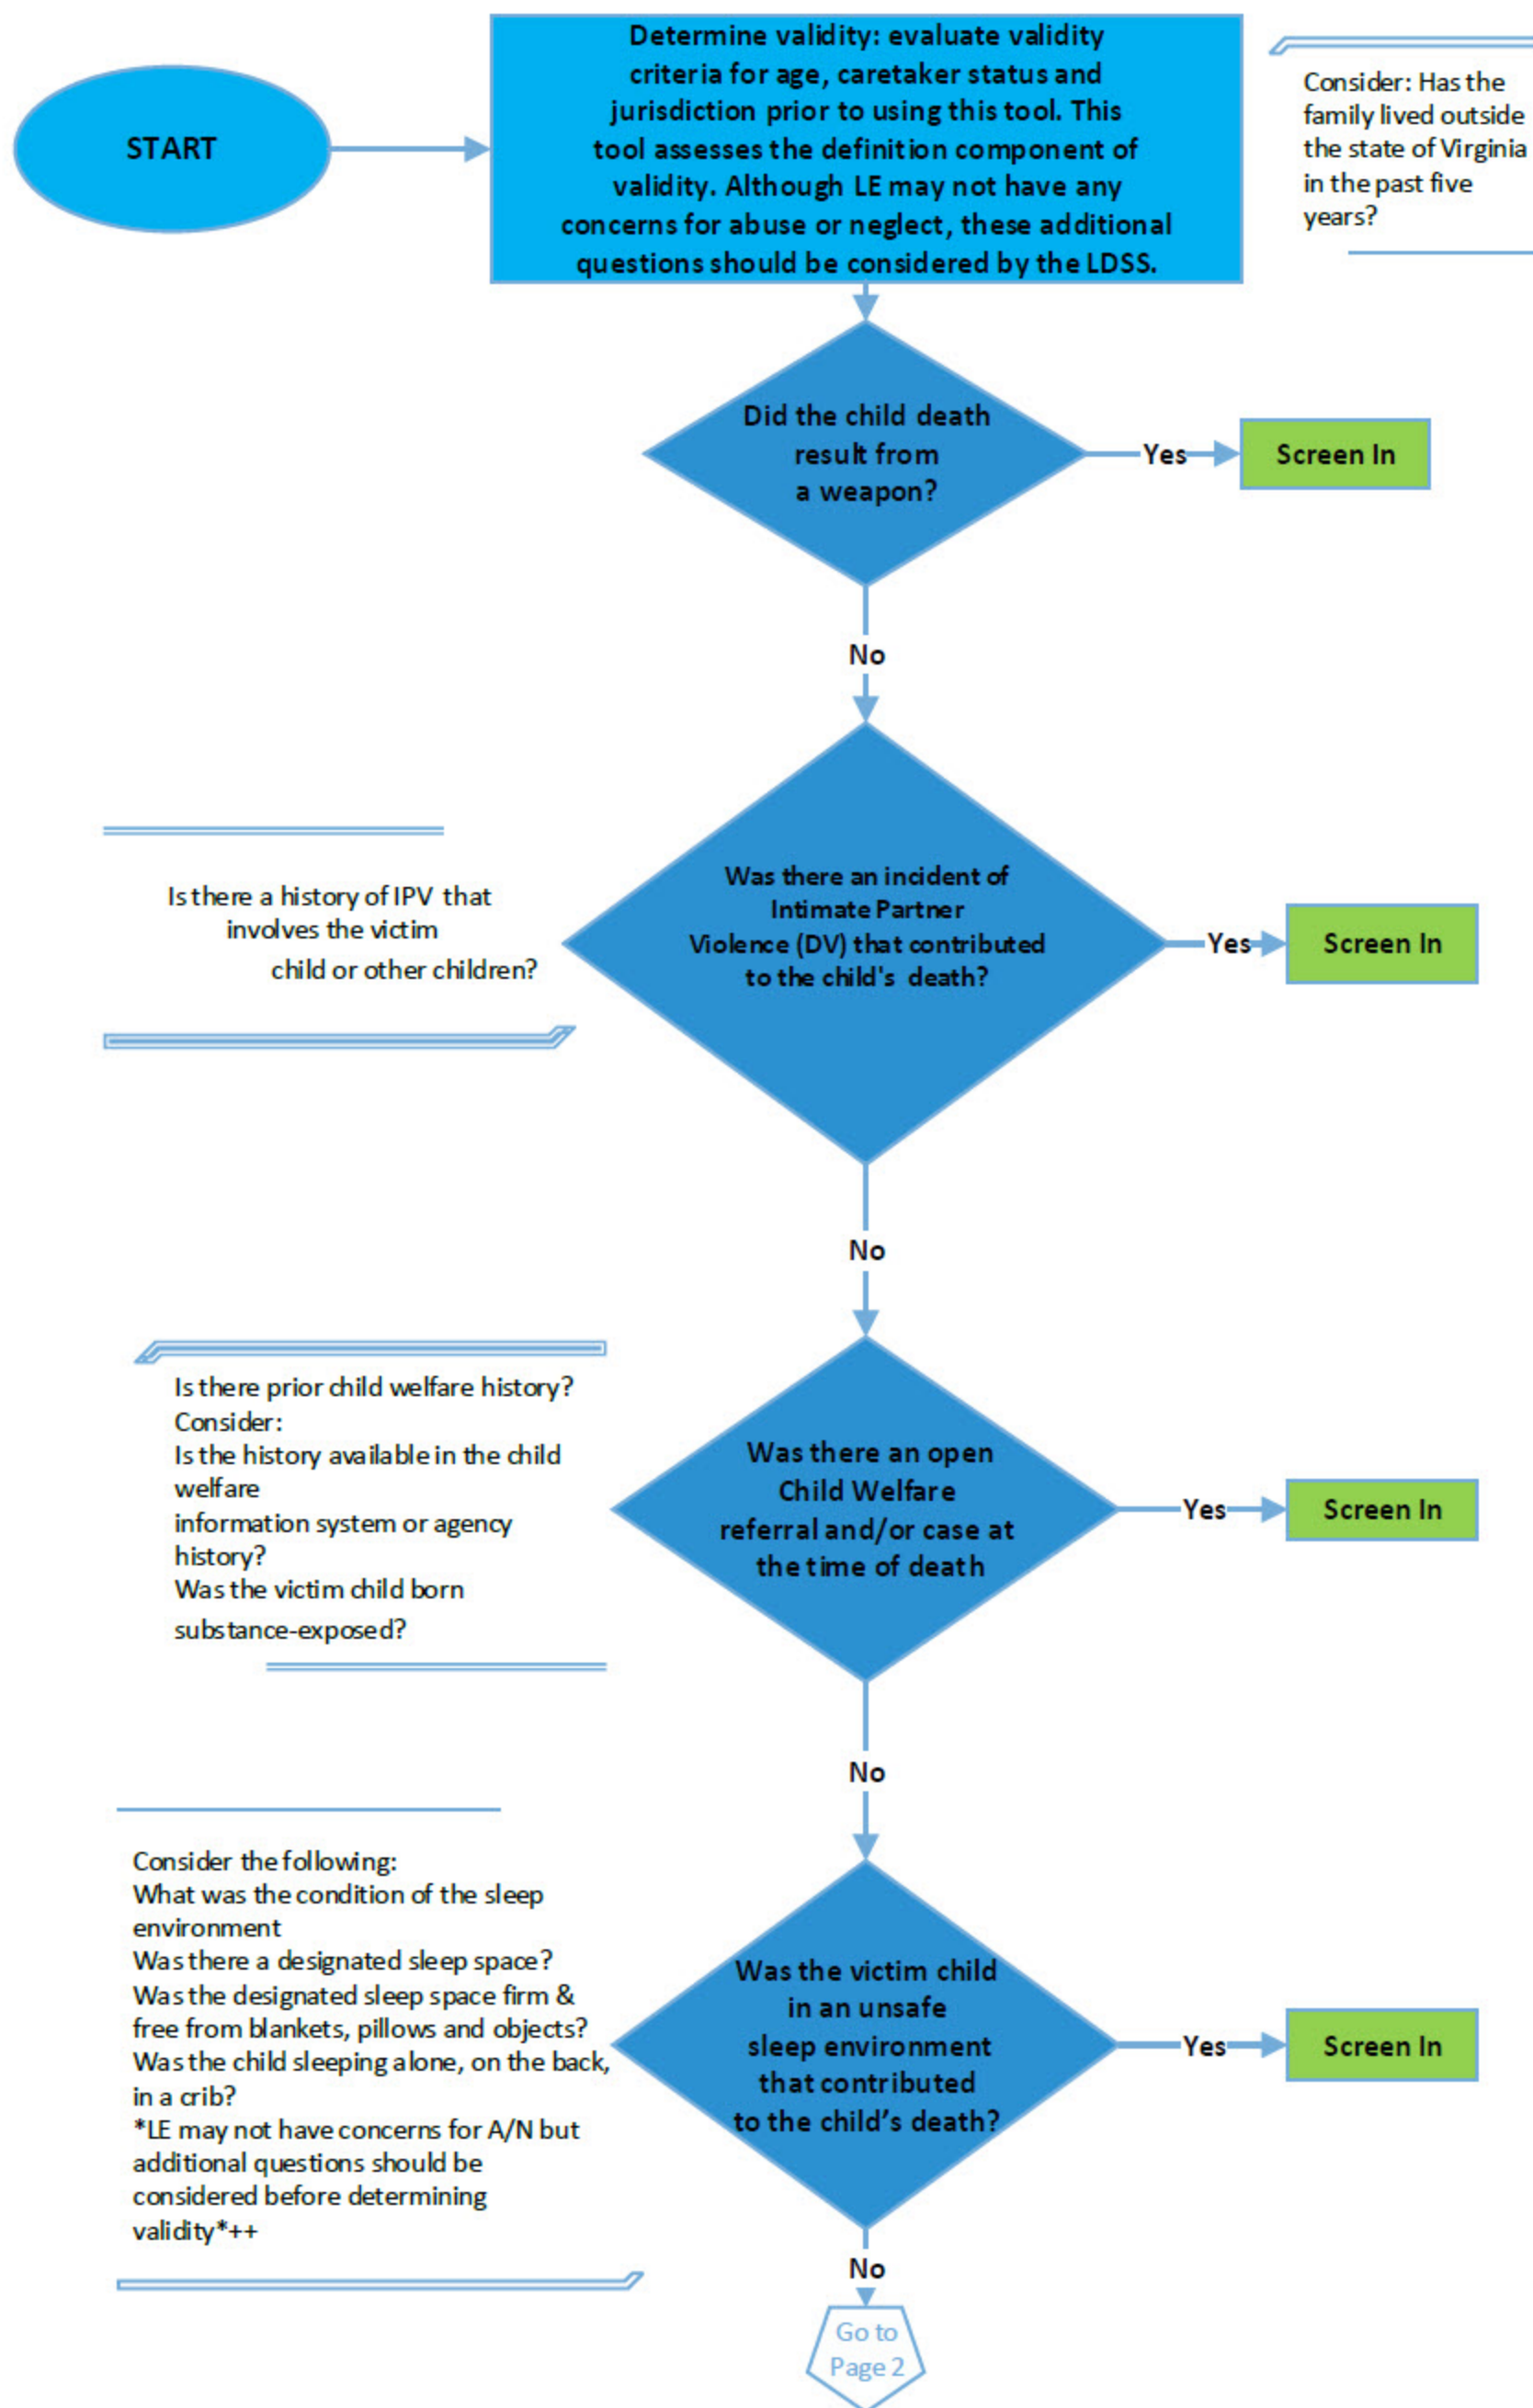 START
Determine validity: evaluate validity
criteria for age, caretaker status and
jurisdiction prior to using this tool. This
tool assesses the definition component of
validity. Although LE may not have any
concerns for abuse or neglect, these additional
questions should be considered by the LDSS.
Consider: Has the
family lived outside
the state of Virginia
in the past five
years?
Did the child death
result from
a weapon?
Yes
Screen In
No
Is there a history of IPV that
involves the victim
child or other children?
Was there an incident of
Intimate Partner
Violence (DV) that contributed
to the child's death?
Yes
Screen In
No
Is there prior child welfare history?
Consider:
Is the history available in the child
welfare
information system or agency
history?
Was the victim child born
substance-exposed?
Was there an open
Child Welfare
referral and/or case at
the time of death
Yes
Screen In
No
Consider the following:
What was the condition of the sleep
environment
Was there a designated sleep space?
Was the designated sleep space firm &
free from blankets, pillows and objects?
Was the child sleeping alone, on the back,
in a crib?
*LE may not have concerns for A/N but
additional questions should be
considered before determining
validity*++
Was the victim child
in an unsafe
sleep environment
that contributed
to the child’s death?
Yes
Screen In
No
Go to
Page 2